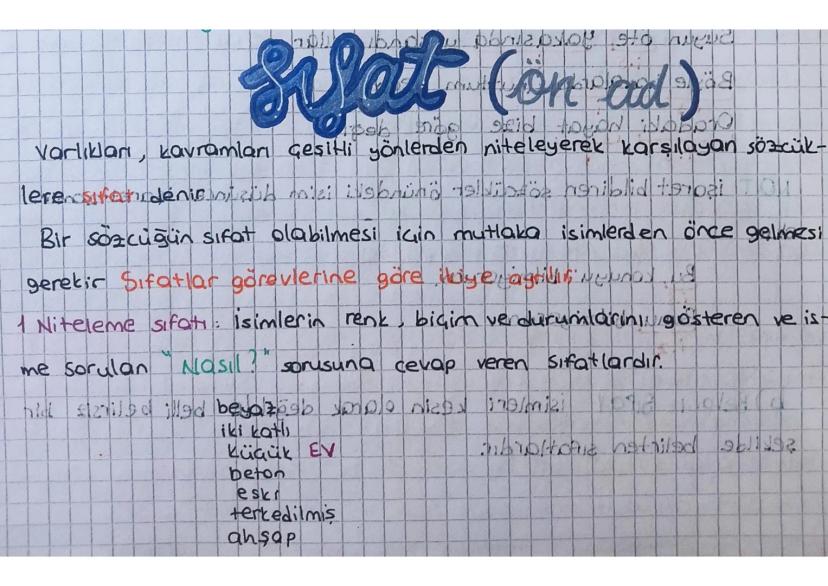 Sıfat (ön ad)
Varlıkları, kavramları çeşitli yönlerden niteleyerek karşılayan sözcük-
lere sıfat denir
Bir sözcüğün sıfat olabilmesi için mutlaka isimlerden önce gelmesi
gerekir Sıfatlar görevlerine göre ikiye ayrılır
1 Niteleme sıfatı: isimlerin renk, biçim ve durumlarını gösteren ve is-
me sorulan "Nasıl?" sorusuna cevap veren sıfatlardır.
beyaz
iki katlı
küçük EV
beton
eski
terkedilmiş
ahşap